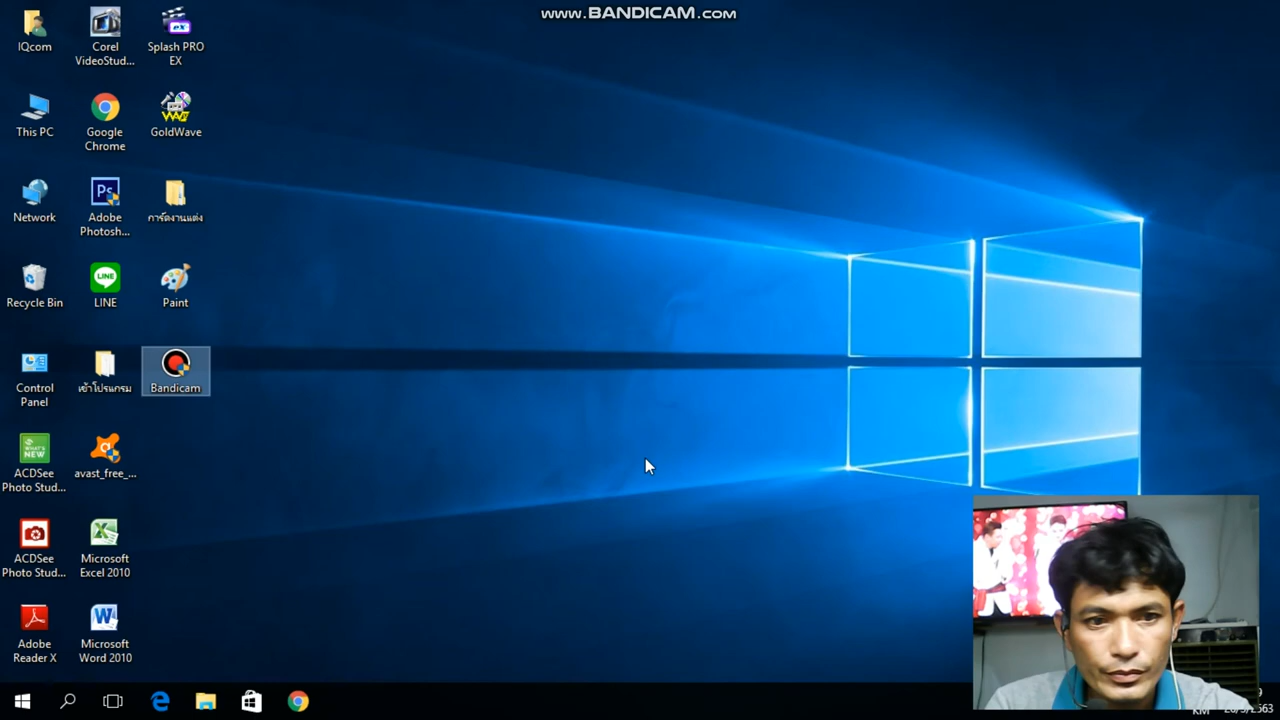 www.BANDICAM.com
IQcom
Corel
VideoStud...
Splash PRO
EX
This PC
Google
Chrome
GoldWave
Network
Adobe
Photosh...
การ์ดงานแต่ง
Recycle Bin
LINE
Paint
Control
Panel
เข้าโปรแกรม
Bandicam
WHAT'S
NEW
ACDSee
Photo Stud...
avast_free_...
ACDSee
Photo Stud...
Microsoft
Excel 2010
Adobe
Reader X
Microsoft
Word 2010